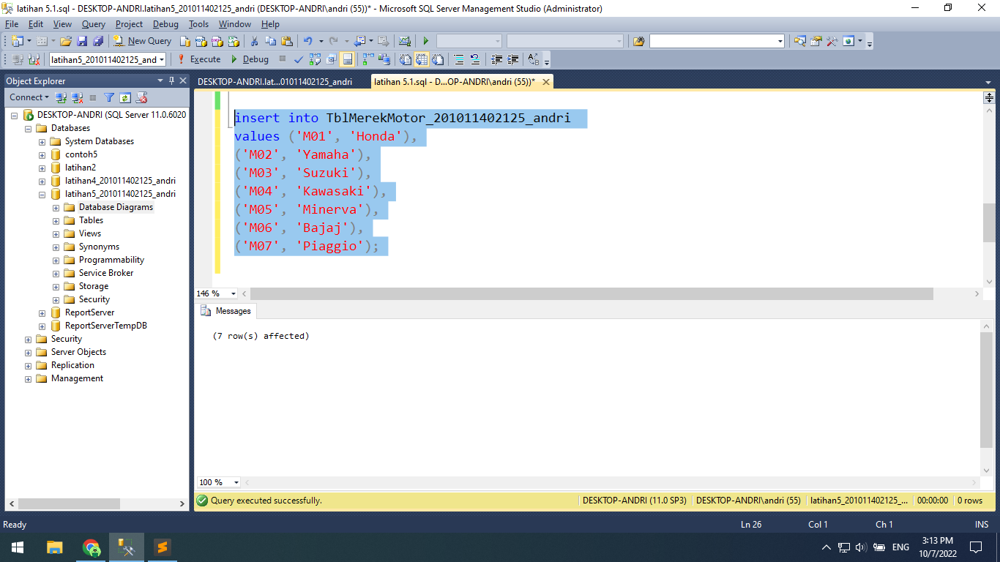 latihan 5.1.sql - DESKTOP-ANDRI.latihan5_201011402125_andri (DESKTOP-ANDRI\andri (55))* - Microsoft SQL Server Management Studio (Administrator)
File Edit View Query Project Debug Tools Window Help
New Query
latihan5_201011402125_and Execute Debug
Object Explorer
Connect
DESKTOP-ANDRI (SQL Server 11.0.6020
Databases
System Databases
contoh5
latihan2
latihan4_201011402125_andri
latihan5_201011402125_andri
Database Diagrams
Tables
Views
Synonyms
Programmability
Service Broker
Storage
Security
ReportServer
ReportServerTempDB
Security
Server Objects
Replication
Management
DESKTOP-ANDRI.lat...01011402125_andri
latihan 5.1.sql - D...OP-ANDRI\andri (55))*
insert into TblMerekMotor_201011402125_andri
values ('M01', 'Honda'),
('M02', 'Yamaha'),
('M03', 'Suzuki'),
('M04', 'Kawasaki'),
('M05', 'Minerva'),
('M06', 'Bajaj'),
('M07', 'Piaggio');
146 %
Messages
(7 row(s) affected)
100 %
Query executed successfully. DESKTOP-ANDRI (11.0 SP3) DESKTOP-ANDRI\andri (55) latihan5_201011402125_... 00:00:00 0 rows
Ready Ln 26 Col 1 Ch 1 INS
ENG
3:13 PM
10/7/2022